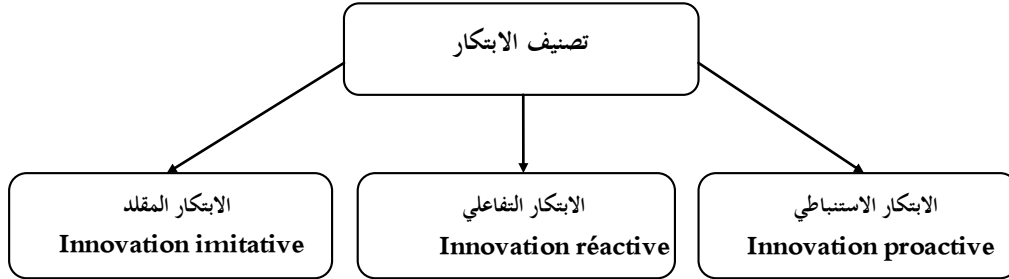 تصنيف الابتكار
الابتكار الاستنباطي
Innovation proactive
الابتكار التفاعلي
Innovation réactive
الابتكار المقلد
Innovation imitative